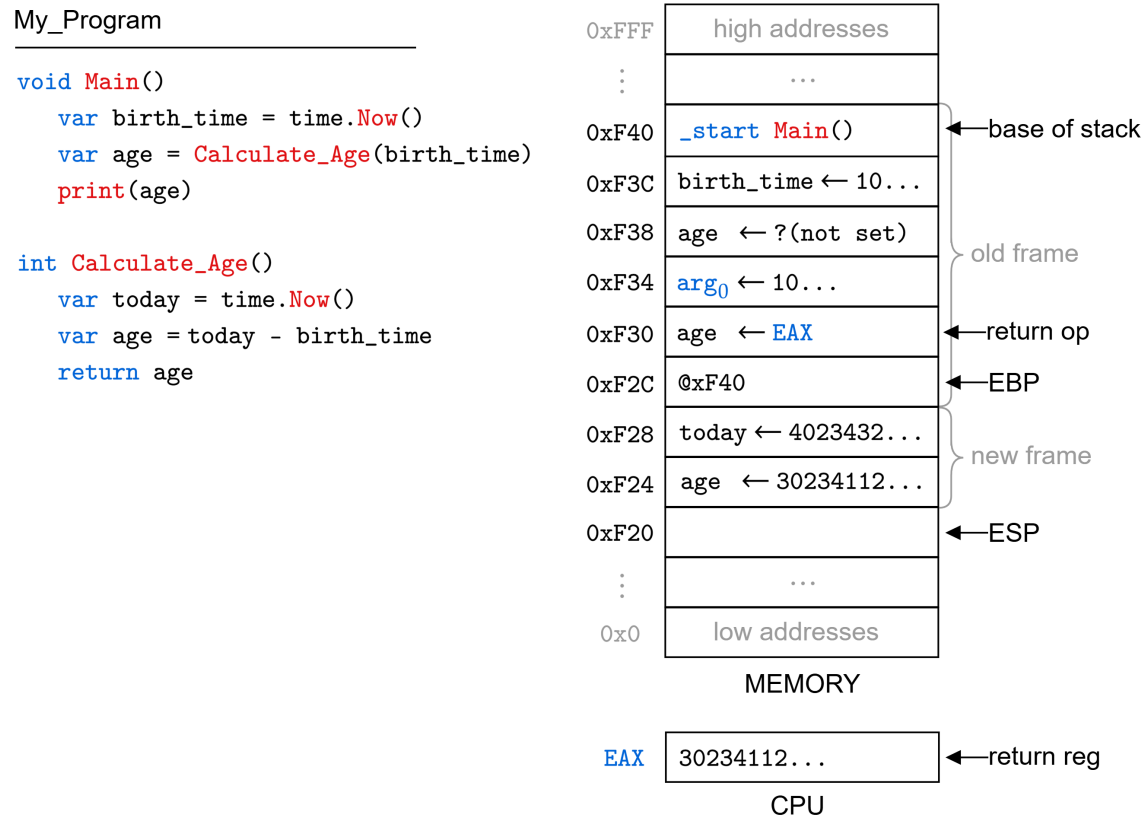 My_Program
void Main()
var birth_time = time.Now()
var age = Calculate_Age(birth_time)
print(age)
int Calculate_Age()
var today = time.Now()
var age = today - birth_time
return age
0xFFF high addresses
⋮ ...
0xF40 _start Main() ← base of stack
0xF3C birth_time ← 10...
0xF38 age ← ?(not set)
old frame
0xF34 arg0 ← 10...
0xF30 age ← EAX ← return op
0xF2C @xF40 ← EBP
0xF28 today ← 4023432...
new frame
0xF24 age ← 30234112...
0xF20 ← ESP
⋮ ...
0x0 low addresses
MEMORY
EAX 30234112... ← return reg
CPU